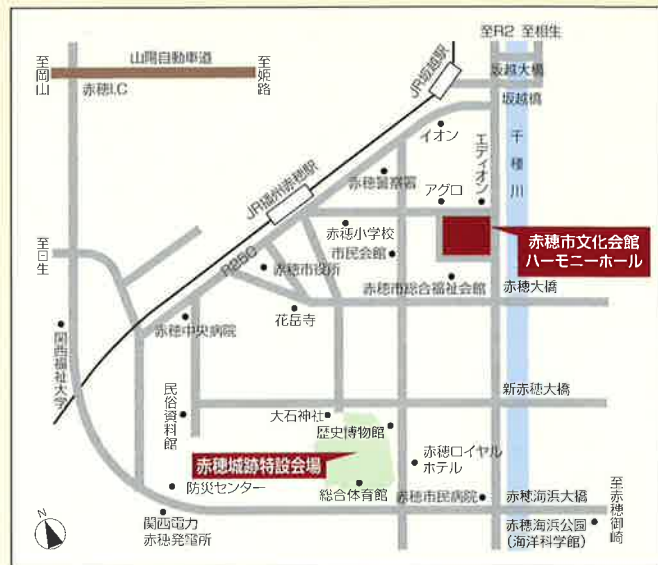 至R2 至相生
至岡山
山陽自動車道
至姫路
赤穂I.C
JR坂越駅
坂越大橋
坂越橋
イオン
エディオン
千種川
赤穂警察署
アグロ
JR播州赤穂駅
赤穂小学校
市民会館
赤穂市文化会館
ハーモニーホール
至日生
R250
赤穂市役所
赤穂市総合福祉会館
赤穂大橋
花岳寺
赤穂中央病院
関西福祉大学
民俗資料館
新赤穂大橋
大石神社
歴史博物館
赤穂城跡特設会場
赤穂ロイヤル
ホテル
防災センター
総合体育館
赤穂市民病院
赤穂海浜大橋
至赤穂御崎
関西電力
赤穂発電所
赤穂海浜公園
(海洋科学館)
N